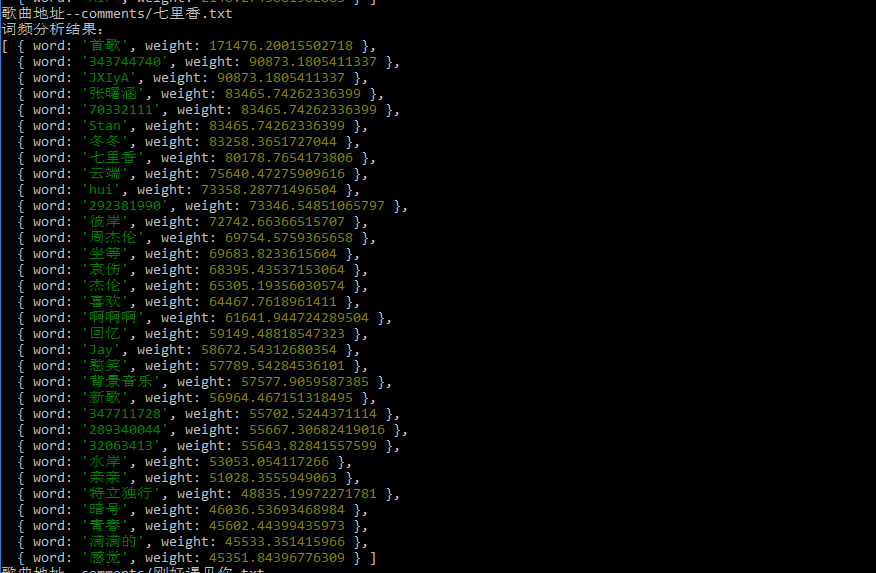 歌曲地址--comments/七里香.txt
词频分析结果:
[ { word: '首歌', weight: 171476.20015502718 },
{ word: '343744740', weight: 90873.1805411337 },
{ word: 'JXIyA', weight: 90873.1805411337 },
{ word: '张曙涵', weight: 83465.74262336399 },
{ word: '70332111', weight: 83465.74262336399 },
{ word: 'Stan', weight: 83465.74262336399 },
{ word: '冬冬', weight: 83258.3651727044 },
{ word: '七里香', weight: 80178.7654173806 },
{ word: '云端', weight: 75640.47275909616 },
{ word: 'hui', weight: 73358.28771496504 },
{ word: '292381990', weight: 73346.54851065797 },
{ word: '彼岸', weight: 72742.66366515707 },
{ word: '周杰伦', weight: 69754.5759365658 },
{ word: '坐等', weight: 69683.8233615604 },
{ word: '哀伤', weight: 68395.43537153064 },
{ word: '杰伦', weight: 65305.19356030574 },
{ word: '喜欢', weight: 64467.7618961411 },
{ word: '啊啊啊', weight: 61641.944724289504 },
{ word: '回忆', weight: 59149.48818547323 },
{ word: 'Jay', weight: 58672.54312680354 },
{ word: '憨笑', weight: 57789.54284536101 },
{ word: '背景音乐', weight: 57577.9059587385 },
{ word: '新歌', weight: 56964.467151318495 },
{ word: '347711728', weight: 55702.5244371114 },
{ word: '289340044', weight: 55667.30682419016 },
{ word: '32063413', weight: 55643.82841557599 },
{ word: '水岸', weight: 53053.054117266 },
{ word: '亲亲', weight: 51028.3555949063 },
{ word: '特立独行', weight: 48835.19972271781 },
{ word: '暗号', weight: 46036.53693468984 },
{ word: '青春', weight: 45602.44399435973 },
{ word: '满满的', weight: 45533.351415966 },
{ word: '感觉', weight: 45351.84396776309 } ]